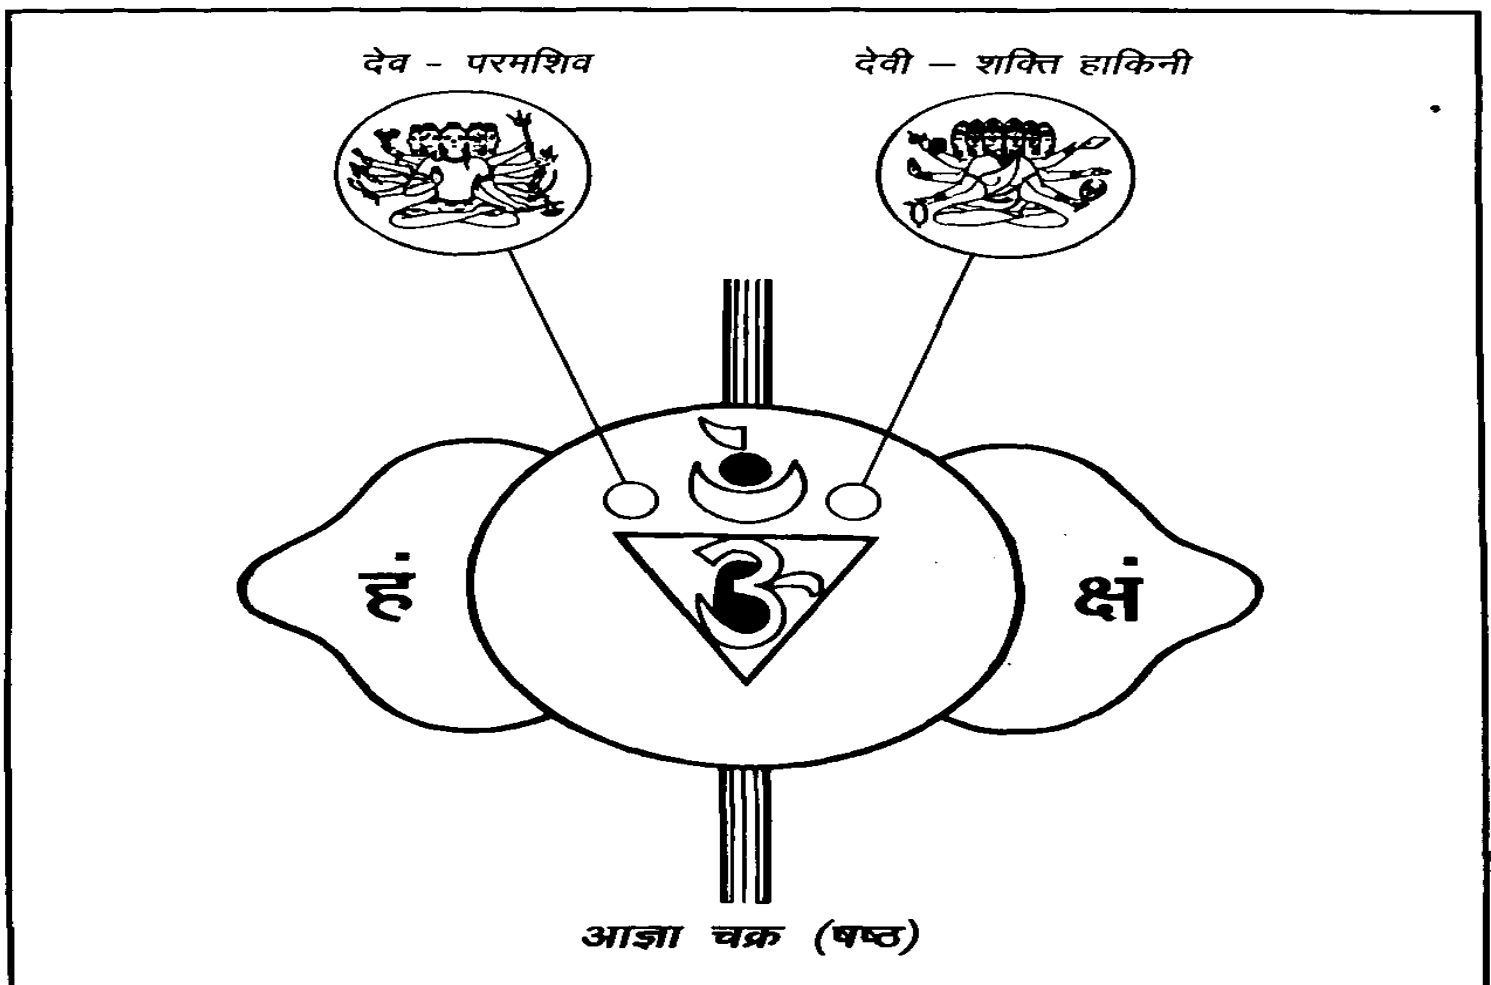 देव - परमशिव
देवी – शक्ति हाकिनी
ॐ
हं
क्षं
आज्ञा चक्र (षष्ठ)